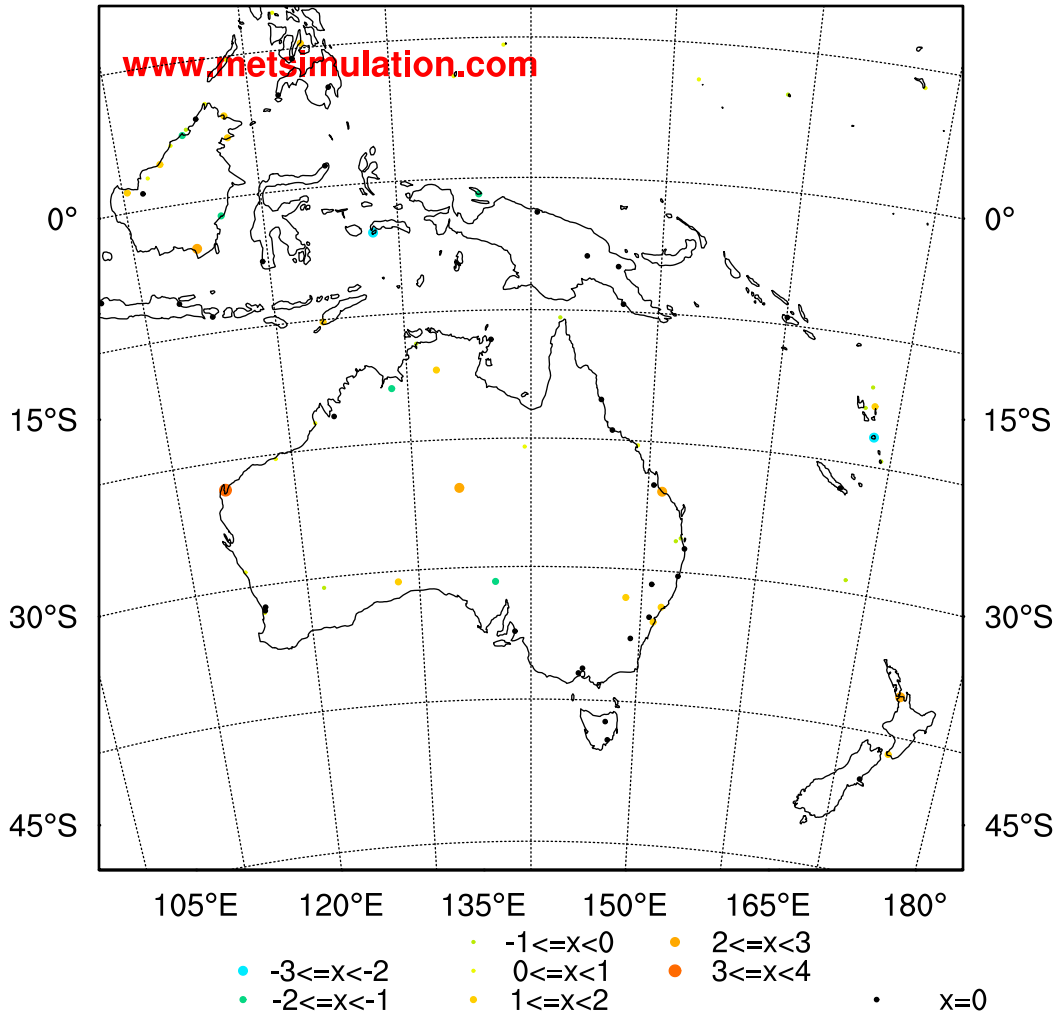 www.metsimulation.com
0° 0°
15°S 15°S
30°S 30°S
45°S 45°S
105°E 120°E 135°E 150°E 165°E 180°
-1<=x<0 2<=x<3
-3<=x<-2 0<=x<1 3<=x<4
-2<=x<-1 1<=x<2 x=0